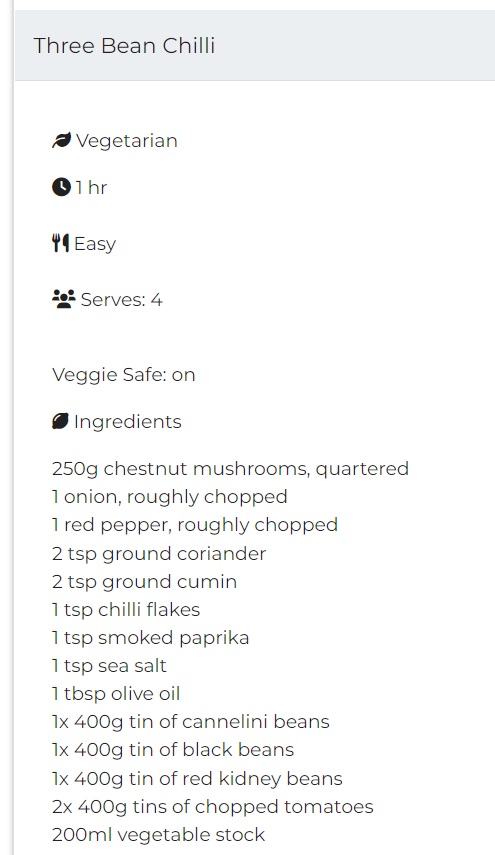 Three Bean Chilli
Vegetarian
1 hr
Easy
Serves: 4
Veggie Safe: on
Ingredients
250g chestnut mushrooms, quartered
1 onion, roughly chopped
1 red pepper, roughly chopped
2 tsp ground coriander
2 tsp ground cumin
1 tsp chilli flakes
1 tsp smoked paprika
1 tsp sea salt
1 tbsp olive oil
1x 400g tin of cannelini beans
1x 400g tin of black beans
1x 400g tin of red kidney beans
2x 400g tins of chopped tomatoes
200ml vegetable stock